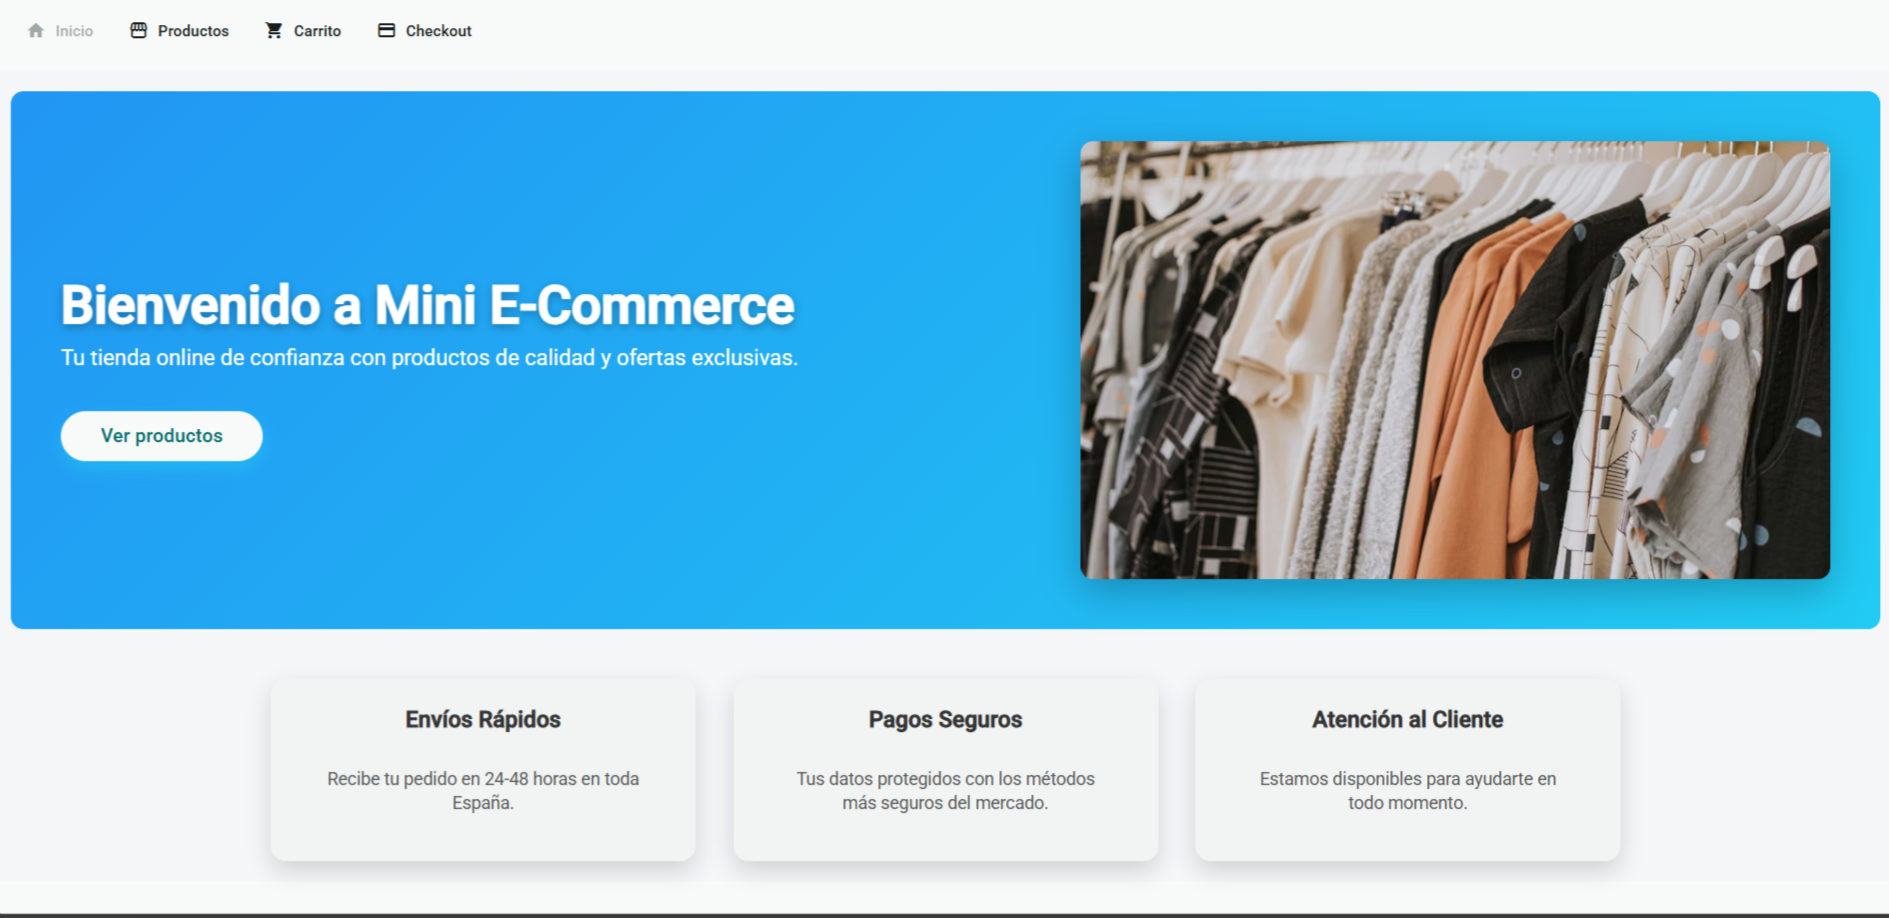 Inicio
Productos
Carrito
Checkout
Bienvenido a Mini E-Commerce
Tu tienda online de confianza con productos de calidad y ofertas exclusivas.
Ver productos
Envíos Rápidos
Recibe tu pedido en 24-48 horas en toda
España.
Pagos Seguros
Tus datos protegidos con los métodos
más seguros del mercado.
Atención al Cliente
Estamos disponibles para ayudarte en
todo momento.